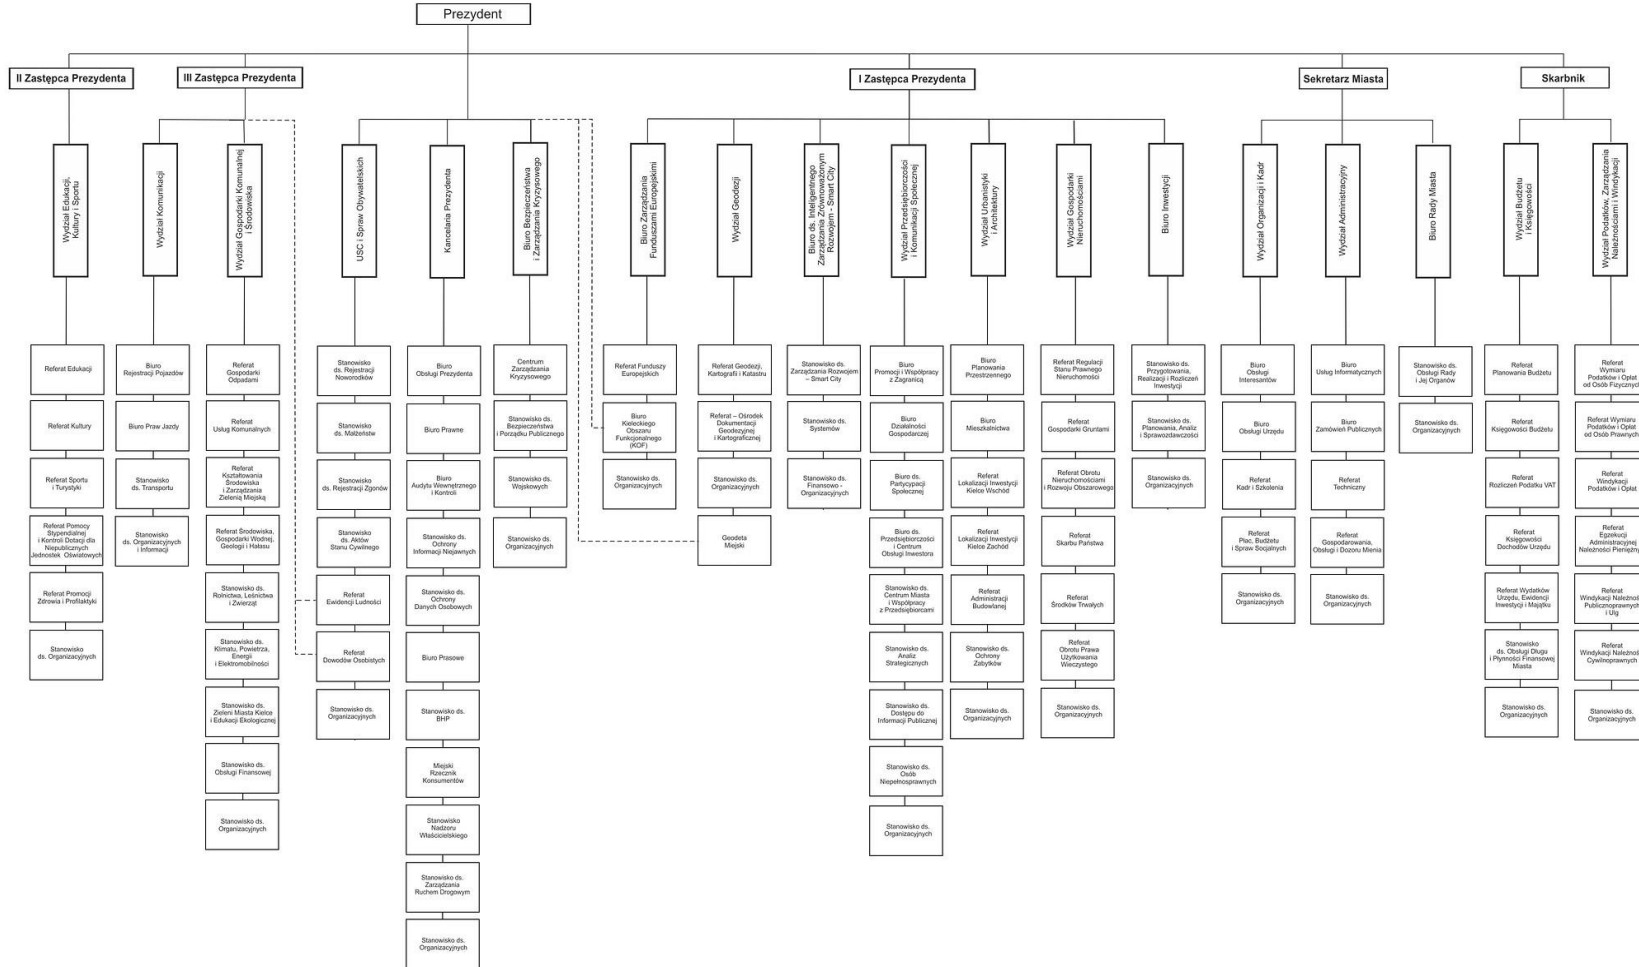 Prezydent
II Zastępca Prezydenta
III Zastępca Prezydenta
I Zastępca Prezydenta
Sekretarz Miasta
Skarbnik
Wydział Edukacji,
Kultury i Sportu
Wydział Komunikacji
Wydział Gospodarki Komunalnej
i Środowiska
USC i Spraw Obywatelskich
Kancelaria Prezydenta
Biuro Bezpieczeństwa
i Zarządzania Kryzysowego
Biuro Zarządzania
Funduszami Europejskimi
Wydział Geodezji
Biuro ds. Inteligentnego
Zarządzania Zrównoważonym
Rozwojem - Smart City
Wydział Przedsiębiorczości
i Komunikacji Społecznej
Wydział Urbanistyki
i Architektury
Wydział Gospodarki
Nieruchomościami
Biuro Inwestycji
Wydział Organizacji i Kadr
Wydział Administracyjny
Biuro Rady Miasta
Wydział Budżetu
i Księgowości
Wydział Podatków, Zarządzania
Należnościami i Windykacji
Referat Edukacji
Referat Kultury
Referat Sportu
i Turystyki
Referat Pomocy
Stypendialnej
i Kontroli Dotacji dla
Niepublicznych
Jednostek Oświatowych
Referat Promocji
Zdrowia i Profilaktyki
Stanowisko
ds. Organizacyjnych
Biuro
Rejestracji Pojazdów
Biuro Praw Jazdy
Stanowisko
ds. Transportu
Stanowisko
ds. Organizacyjnych
i Informacji
Referat
Gospodarki
Odpadami
Referat
Usług Komunalnych
Referat
Kształtowania
Środowiska
i Zarządzania
Zielenią Miejską
Referat Środowiska,
Gospodarki Wodnej,
Geologii i Hałasu
Stanowisko ds.
Rolnictwa, Leśnictwa
i Zwierząt
Stanowisko ds.
Klimatu, Powietrza,
Energii
i Elektromobilności
Stanowisko ds.
Zieleni Miasta Kielce
i Edukacji Ekologicznej
Stanowisko ds.
Obsługi Finansowej
Stanowisko ds.
Organizacyjnych
Stanowisko
ds. Rejestracji
Noworodków
Stanowisko
ds. Małżeństw
Stanowisko
ds. Rejestracji Zgonów
Stanowisko
ds. Aktów
Stanu Cywilnego
Referat
Ewidencji Ludności
Referat
Dowodów Osobistych
Stanowisko ds.
Organizacyjnych
Biuro
Obsługi Prezydenta
Biuro Prawne
Biuro
Audytu Wewnętrznego
i Kontroli
Stanowisko ds.
Ochrony
Informacji Niejawnych
Stanowisko ds.
Ochrony
Danych Osobowych
Biuro Prasowe
Stanowisko ds.
BHP
Miejski
Rzecznik
Konsumentów
Stanowisko
Nadzoru
Właścicielskiego
Stanowisko ds.
Zarządzania
Ruchem Drogowym
Stanowisko ds.
Organizacyjnych
Centrum
Zarządzania
Kryzysowego
Stanowisko ds.
Bezpieczeństwa
i Porządku Publicznego
Stanowisko ds.
Wojskowych
Stanowisko ds.
Organizacyjnych
Referat Funduszy
Europejskich
Biuro
Kieleckiego
Obszaru
Funkcjonalnego
(KOF)
Stanowisko ds.
Organizacyjnych
Referat Geodezji,
Kartografii i Katastru
Referat – Ośrodek
Dokumentacji
Geodezyjnej
i Kartograficznej
Stanowisko ds.
Organizacyjnych
Geodeta
Miejski
Stanowisko ds.
Zarządzania Rozwojem
– Smart City
Stanowisko ds.
Systemów
Stanowisko ds.
Finansowo -
Organizacyjnych
Biuro
Promocji i Współpracy
z Zagranicą
Biuro
Działalności
Gospodarczej
Biuro ds.
Partycypacji
Społecznej
Biuro ds.
Przedsiębiorczości
i Centrum
Obsługi Inwestora
Stanowisko ds.
Centrum Miasta
i Współpracy
z Przedsiębiorcami
Stanowisko ds.
Analiz
Strategicznych
Stanowisko ds.
Dostępu do
Informacji Publicznej
Stanowisko ds.
Osób
Niepełnosprawnych
Stanowisko ds.
Organizacyjnych
Biuro
Planowania
Przestrzennego
Biuro
Mieszkalnictwa
Referat
Lokalizacji Inwestycji
Kielce Wschód
Referat
Lokalizacji Inwestycji
Kielce Zachód
Referat
Administracji
Budowlanej
Stanowisko ds.
Ochrony
Zabytków
Stanowisko ds.
Organizacyjnych
Referat Regulacji
Stanu Prawnego
Nieruchomości
Referat
Gospodarki Gruntami
Referat Obrotu
Nieruchomościami
i Rozwoju Obszarowego
Referat
Skarbu Państwa
Referat
Środków Trwałych
Referat
Obrotu Prawa
Użytkowania
Wieczystego
Stanowisko ds.
Organizacyjnych
Stanowisko ds.
Przygotowania,
Realizacji i Rozliczeń
Inwestycji
Stanowisko ds.
Planowania, Analiz
i Sprawozdawczości
Stanowisko ds.
Organizacyjnych
Biuro
Obsługi
Interesantów
Biuro
Obsługi Urzędu
Referat
Kadr i Szkolenia
Referat
Płac, Budżetu
i Spraw Socjalnych
Stanowisko ds.
Organizacyjnych
Biuro
Usług Informatycznych
Biuro
Zamówień Publicznych
Referat
Techniczny
Referat
Gospodarowania,
Obsługi i Dozoru Mienia
Stanowisko ds.
Organizacyjnych
Stanowisko ds.
Obsługi Rady
i Jej Organów
Stanowisko ds.
Organizacyjnych
Referat
Planowania Budżetu
Referat
Księgowości Budżetu
Referat
Rozliczeń Podatku VAT
Referat
Księgowości
Dochodów Urzędu
Referat Wydatków
Urzędu, Ewidencji
Inwestycji i Majątku
Stanowisko
ds. Obsługi Długu
i Płynności Finansowej
Miasta
Stanowisko ds.
Organizacyjnych
Referat
Wymiaru
Podatków i Opłat
od Osób Fizycznych
Referat Wymiaru
Podatków i Opłat
od Osób Prawnych
Referat
Windykacji
Podatków i Opłat
Referat
Egzekucji
Administracyjnej
Należności Pieniężny
Referat
Windykacji Należnoś
Publicznoprawnych
i Ulg
Referat
Windykacji Należnoś
Cywilnoprawnych
Stanowisko ds.
Organizacyjnych